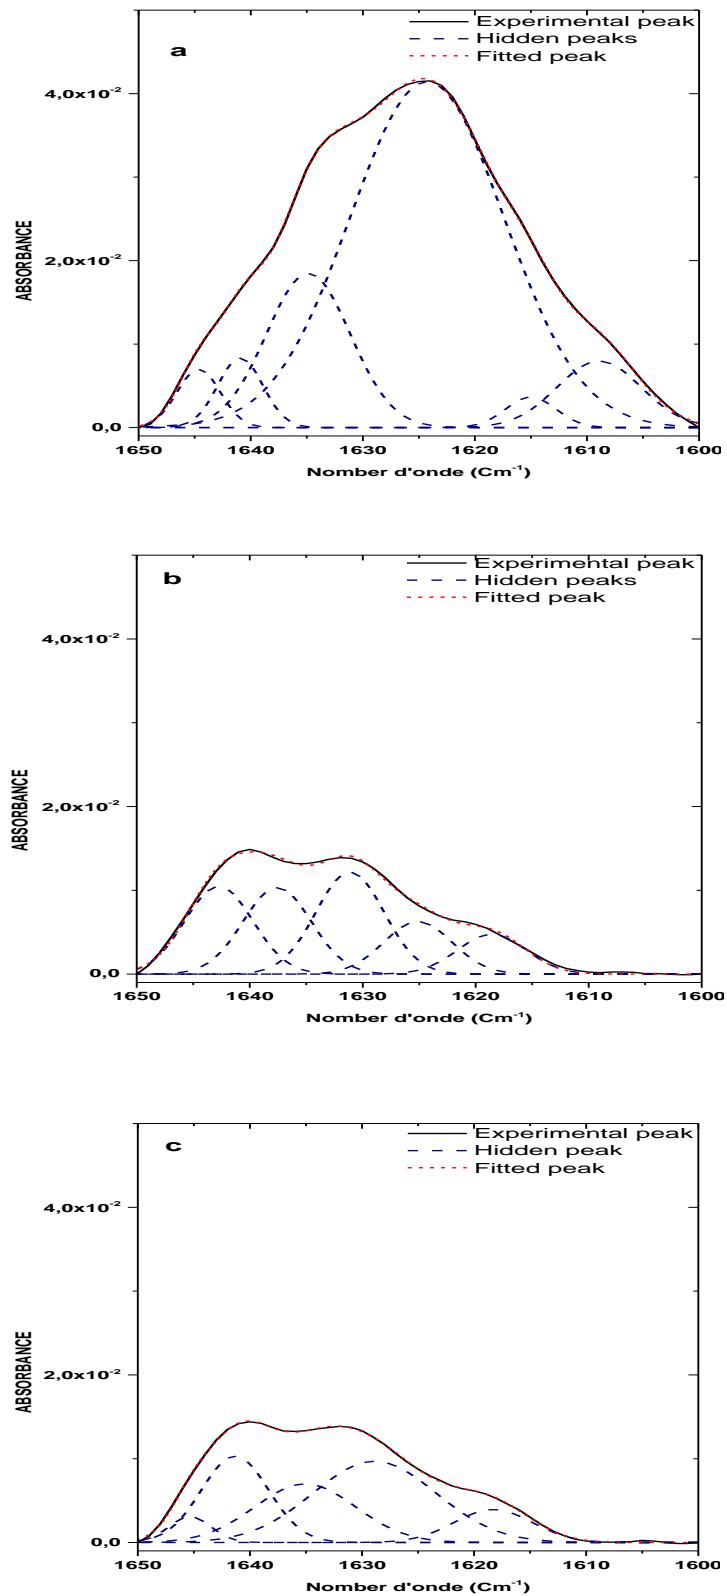 a
Experimental peak
Hidden peaks
Fitted peak
4,0x10⁻²
2,0x10⁻²
0,0
ABSORBANCE
1650 1640 1630 1620 1610 1600
Nomber d'onde (Cm⁻¹)
b
Experimental peak
Hidden peaks
Fitted peak
4,0x10⁻²
2,0x10⁻²
0,0
ABSORBANCE
1650 1640 1630 1620 1610 1600
Nomber d'onde (Cm⁻¹)
c
Experimental peak
Hidden peak
Fitted peak
4,0x10⁻²
2,0x10⁻²
0,0
ABSORBANCE
1650 1640 1630 1620 1610 1600
Nomber d'onde (Cm⁻¹)